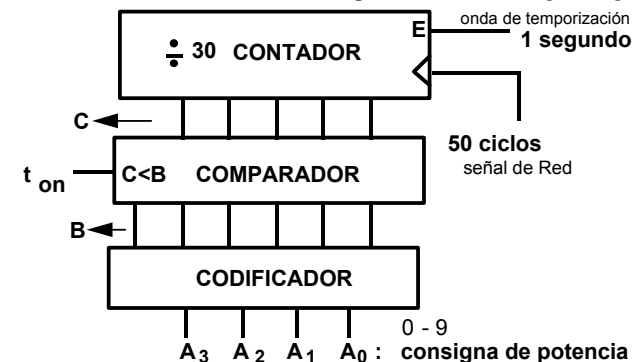 onda de temporización
E
1 segundo
÷ 30 CONTADOR
C
50 ciclos
señal de Red
t on
C<B COMPARADOR
B
CODIFICADOR
0 - 9
A3 A2 A1 A0 : consigna de potencia